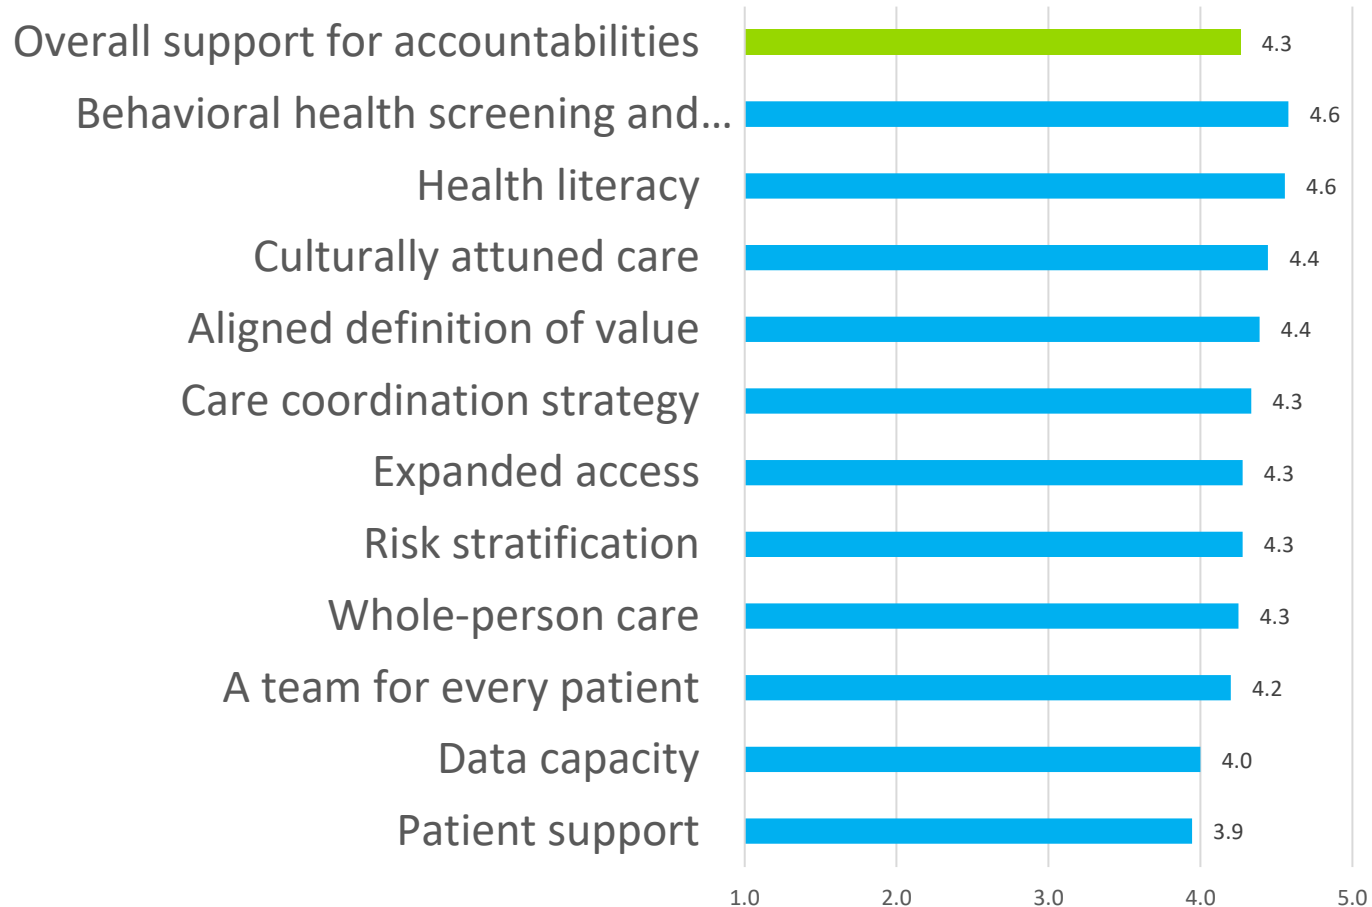 Overall support for accountabilities 4.3
Behavioral health screening and… 4.6
Health literacy 4.6
Culturally attuned care 4.4
Aligned definition of value 4.4
Care coordination strategy 4.3
Expanded access 4.3
Risk stratification 4.3
Whole-person care 4.3
A team for every patient 4.2
Data capacity 4.0
Patient support 3.9
1.0 2.0 3.0 4.0 5.0